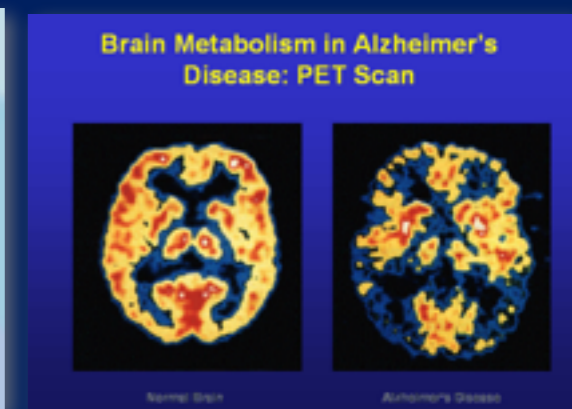 Brain Metabolism in Alzheimer's
Disease: PET Scan
Normal Brain
Alzheimer's Disease